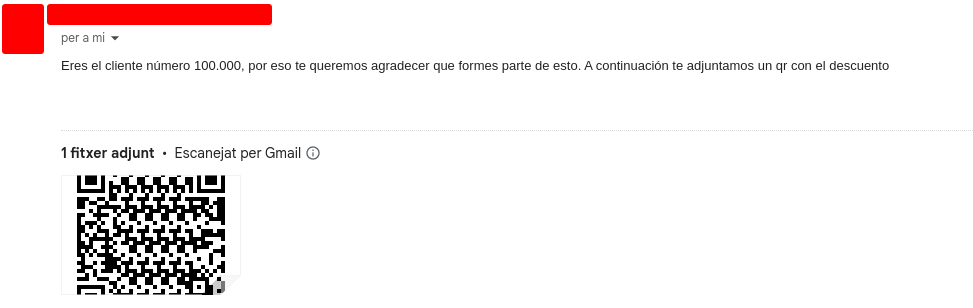 per a mi
Eres el cliente número 100.000, por eso te queremos agradecer que formes parte de esto. A continuación te adjuntamos un qr con el descuento
1 fitxer adjunt • Escanejat per Gmail